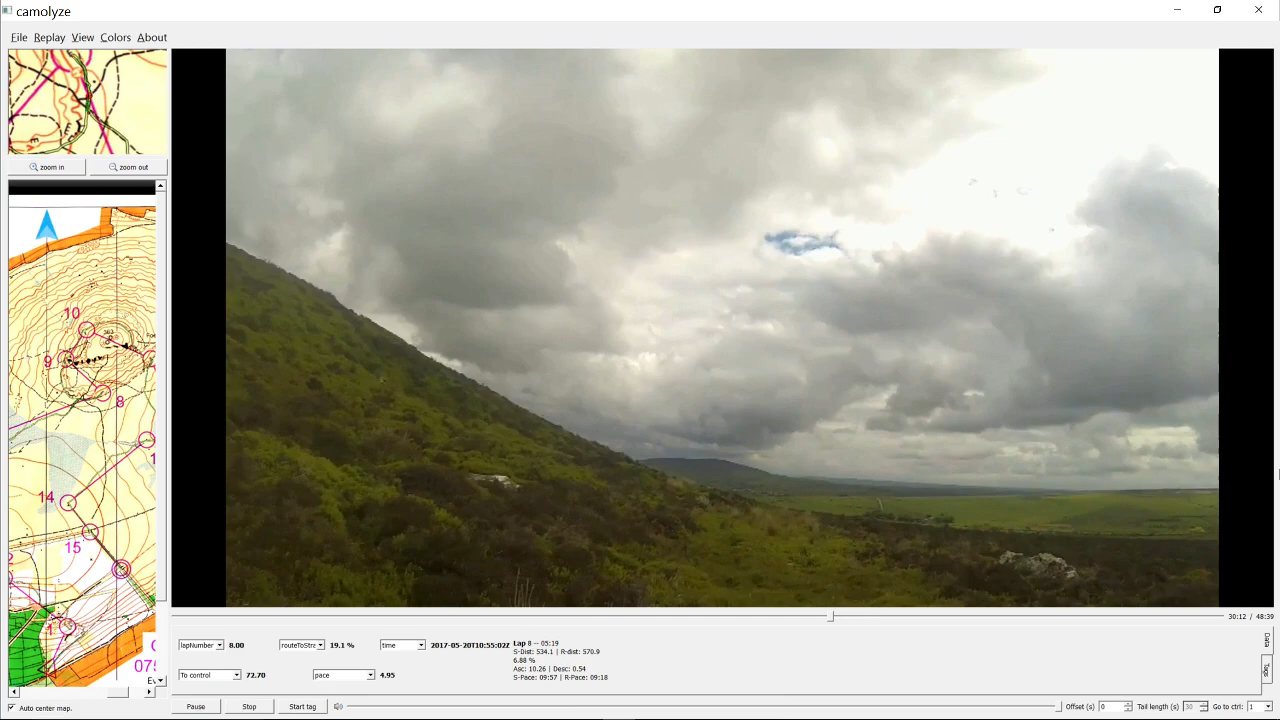 camolyze
File Replay View Colors About
zoom in zoom out
10
9
8
14
15
1
075
30:12 / 48:39
lapNumber 8.00 routeToStra 19.1 % time 2017-05-20T10:55:02Z
To control 72.70 pace 4.95
Lap 8 -- 05:19
S-Dist: 534.1 | R-dist: 570.9
6.88 %
Asc: 10.26 | Desc: 0.54
S-Pace: 09:57 | R-Pace: 09:18
Data
Tags
Auto center map.
Pause Stop Start tag Offset (s) 0 Tail length (s) 30 Go to ctrl: 1